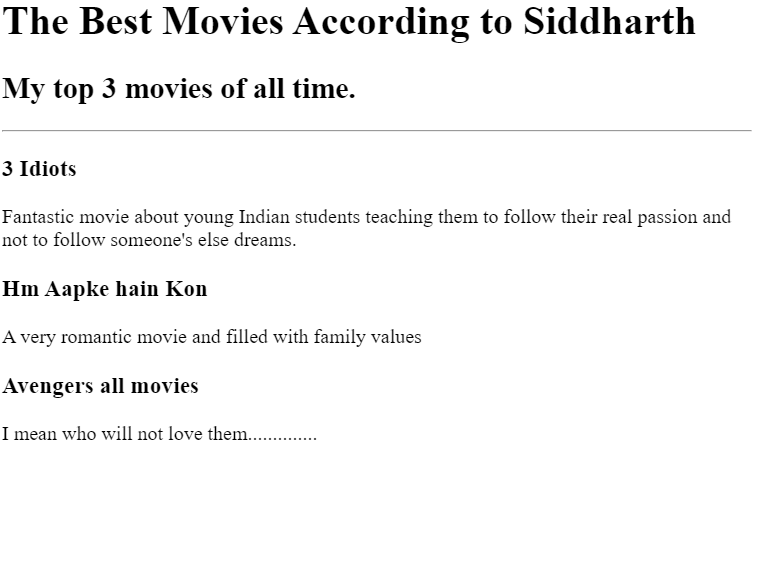 The Best Movies According to Siddharth
My top 3 movies of all time.
3 Idiots
Fantastic movie about young Indian students teaching them to follow their real passion and
not to follow someone's else dreams.
Hm Aapke hain Kon
A very romantic movie and filled with family values
Avengers all movies
I mean who will not love them..............